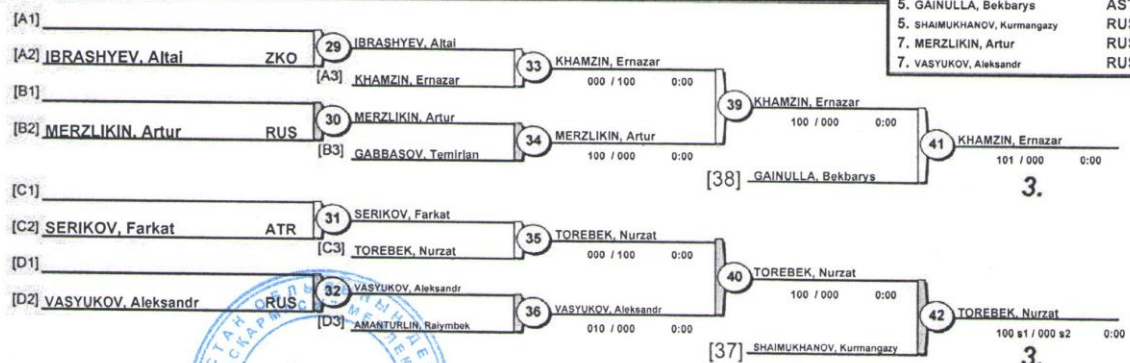 5. GAINULLA, Bekbarys
5. SHAIMUKHANOV, Kurmangazy RUS
7. MERZLIKIN, Artur RUS
7. VASYUKOV, Aleksandr RUS
[A1]
[A2] IBRASHYEV, Altai ZKO
29 IBRASHYEV, Altai
[A3] KHAMZIN, Ernazar
33 KHAMZIN, Ernazar
000 / 100 0:00
[B1]
[B2] MERZLIKIN, Artur RUS
30 MERZLIKIN, Artur
[B3] GABBASOV, Temirlan
34 MERZLIKIN, Artur
100 / 000 0:00
39 KHAMZIN, Ernazar
100 / 000 0:00
[38] GAINULLA, Bekbarys
41 KHAMZIN, Ernazar
101 / 000 0:00
3.
[C1]
[C2] SERIKOV, Farkat ATR
31 SERIKOV, Farkat
[C3] TOREBEK, Nurzat
35 TOREBEK, Nurzat
000 / 100 0:00
[D1]
[D2] VASYUKOV, Aleksandr RUS
32 VASYUKOV, Aleksandr
[D3] AMANTURLIN, Raiymbek
36 VASYUKOV, Aleksandr
010 / 000 0:00
40 TOREBEK, Nurzat
100 / 000 0:00
[37] SHAIMUKHANOV, Kurmangazy
42 TOREBEK, Nurzat
100 s1 / 000 s2 0:00
3.